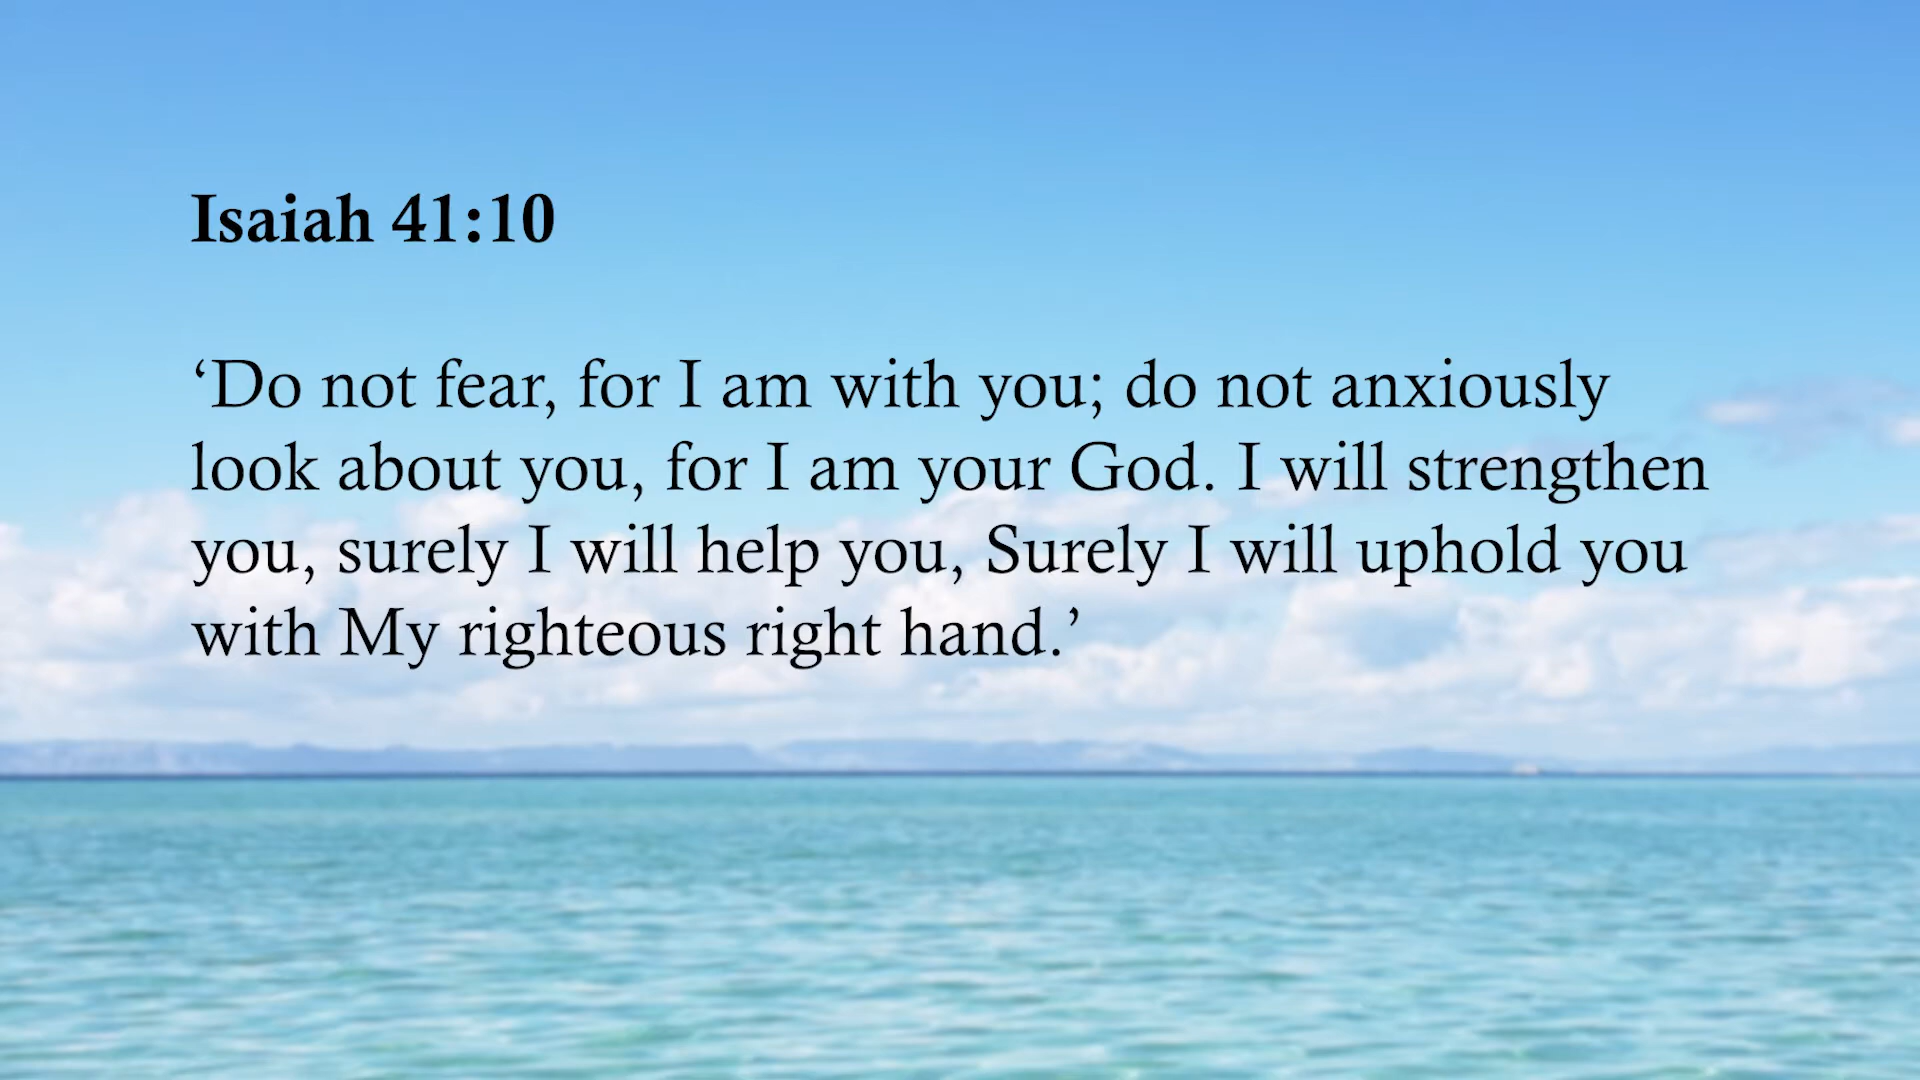 Isaiah 41:10
‘Do not fear, for I am with you; do not anxiously
look about you, for I am your God. I will strengthen
you, surely I will help you, Surely I will uphold you
with My righteous right hand.’